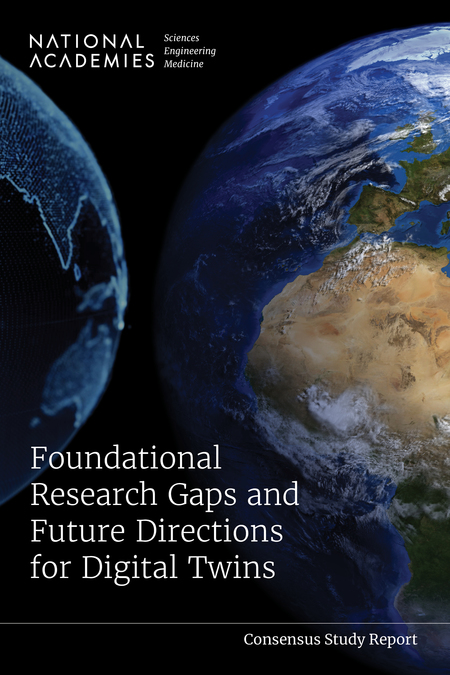 NATIONAL
ACADEMIES
Sciences
Engineering
Medicine
Foundational
Research Gaps and
Future Directions
for Digital Twins
Consensus Study Report